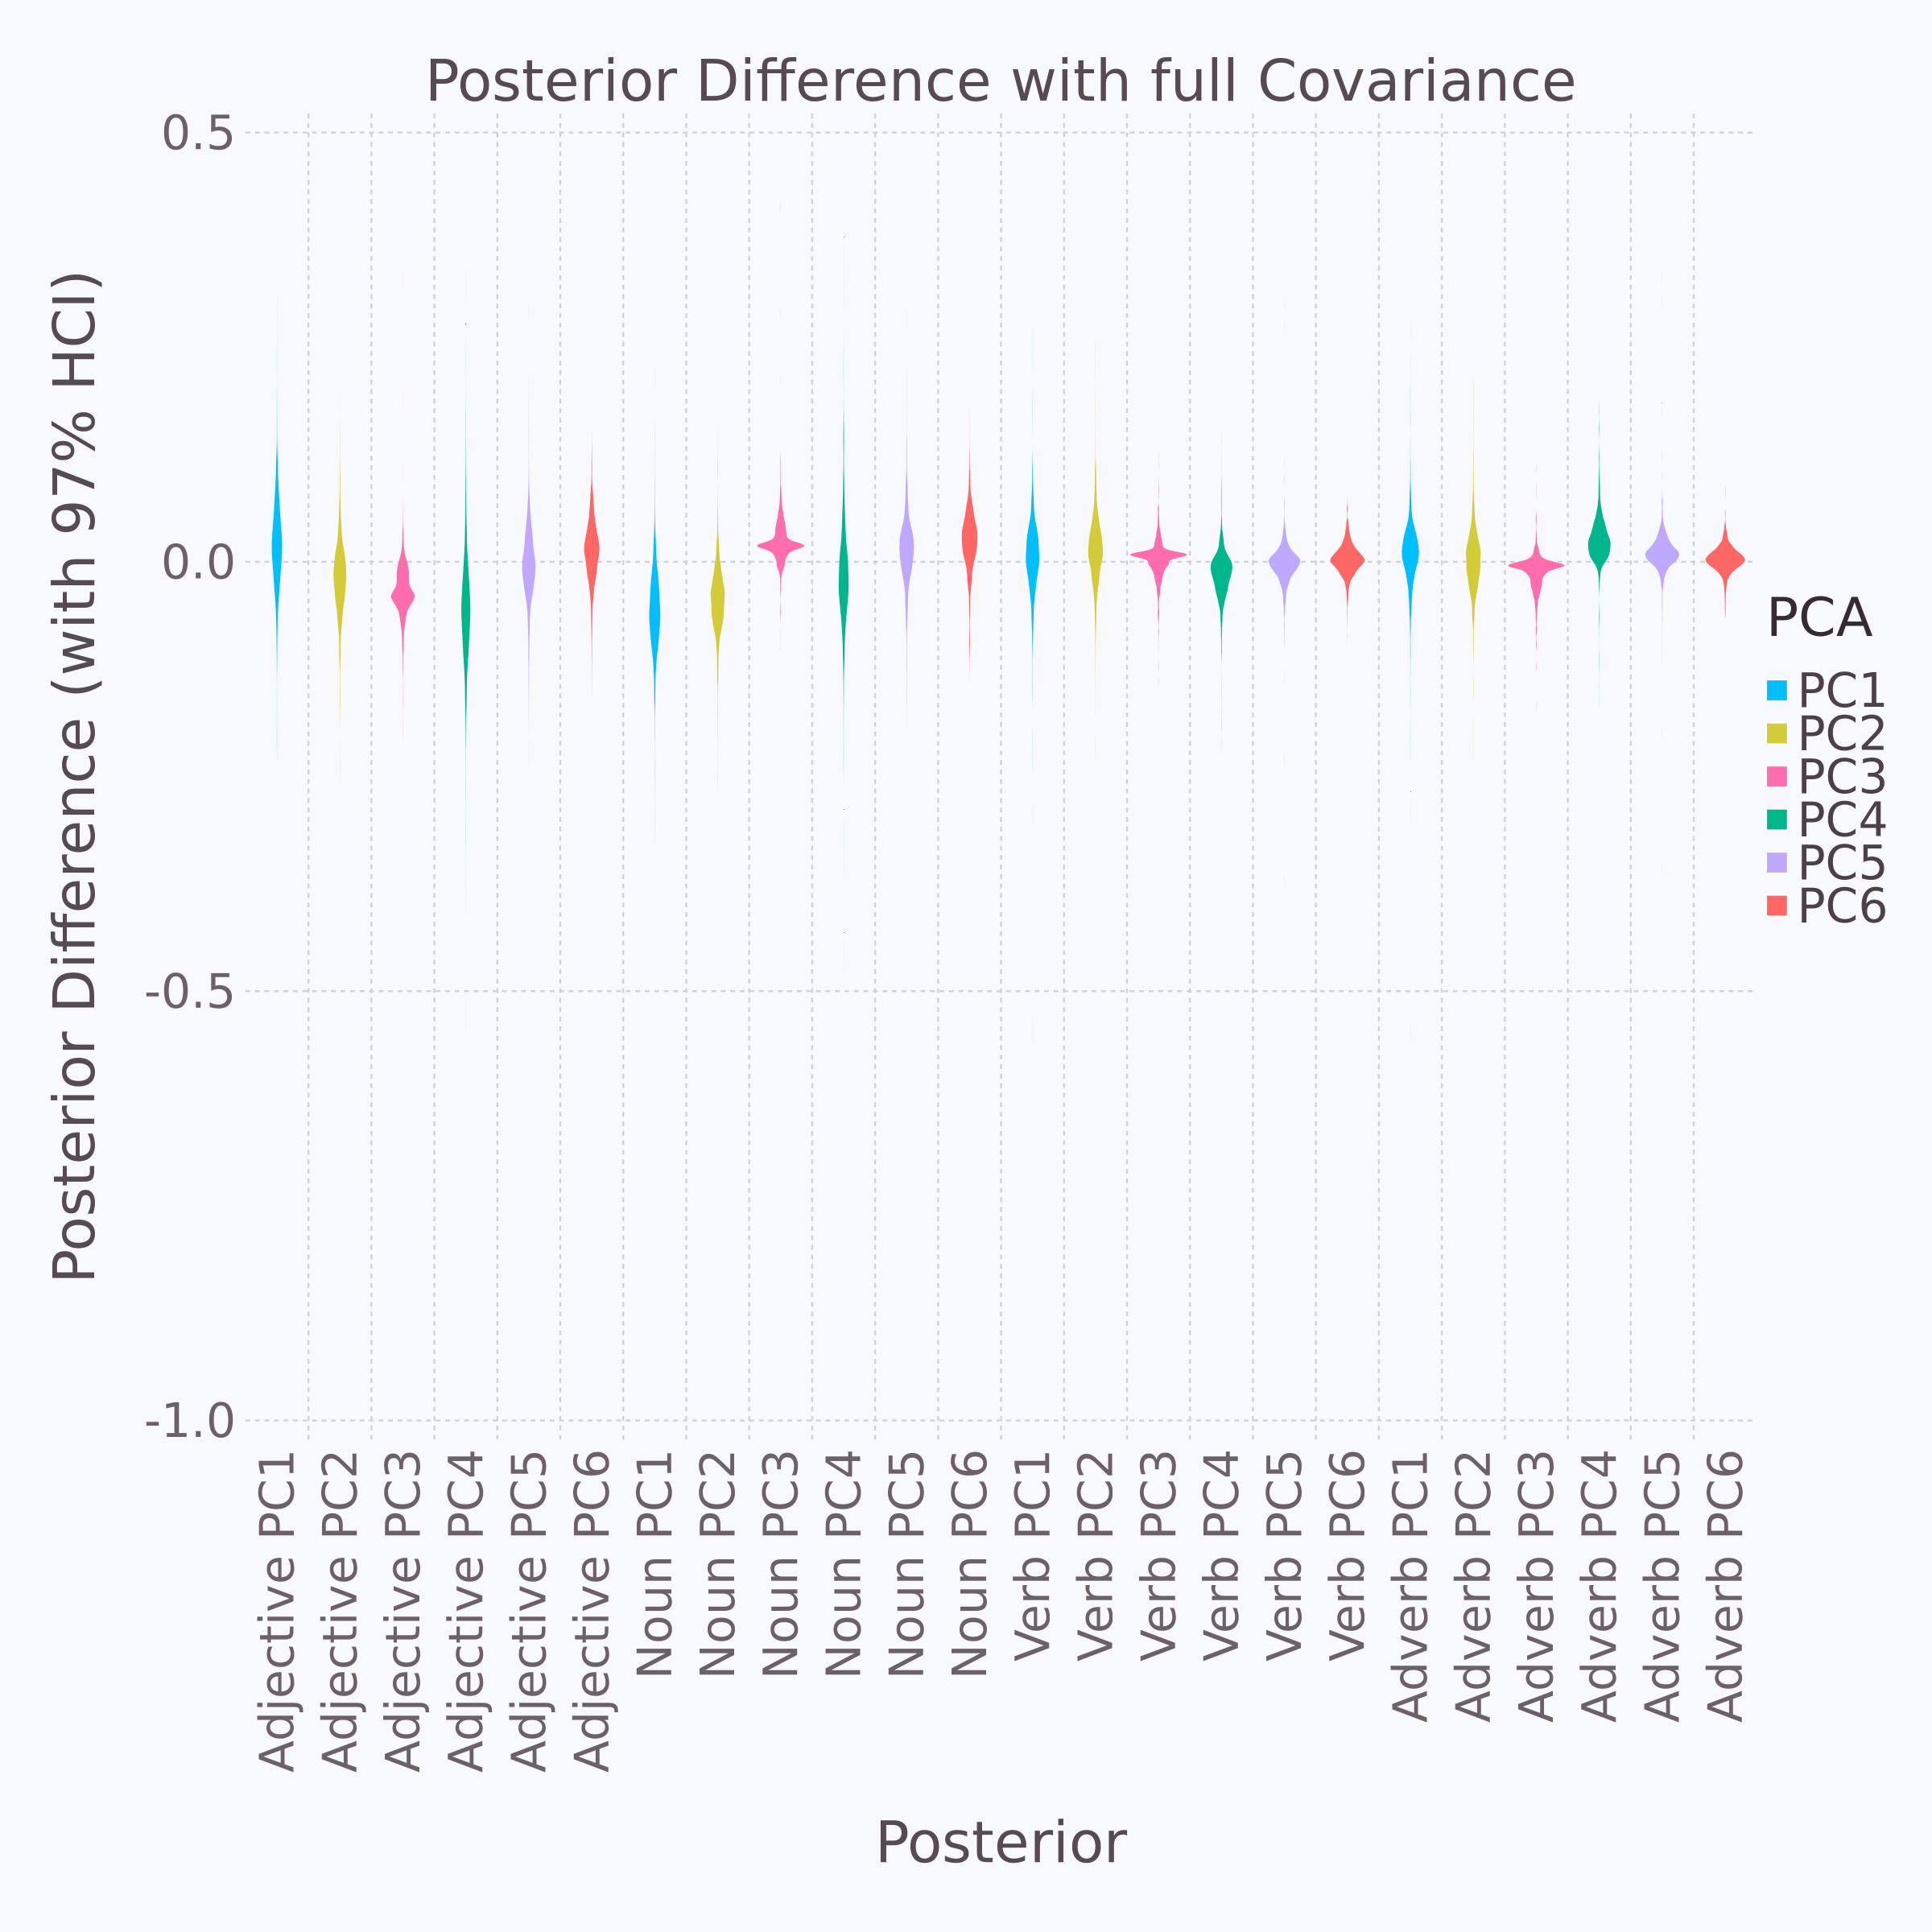 Posterior Difference with full Covariance
Posterior Difference (with 97% HCI)
0.5
0.0
-0.5
-1.0
Adjective PC1
Adjective PC2
Adjective PC3
Adjective PC4
Adjective PC5
Adjective PC6
Noun PC1
Noun PC2
Noun PC3
Noun PC4
Noun PC5
Noun PC6
Verb PC1
Verb PC2
Verb PC3
Verb PC4
Verb PC5
Verb PC6
Adverb PC1
Adverb PC2
Adverb PC3
Adverb PC4
Adverb PC5
Adverb PC6
Posterior
PCA
PC1
PC2
PC3
PC4
PC5
PC6